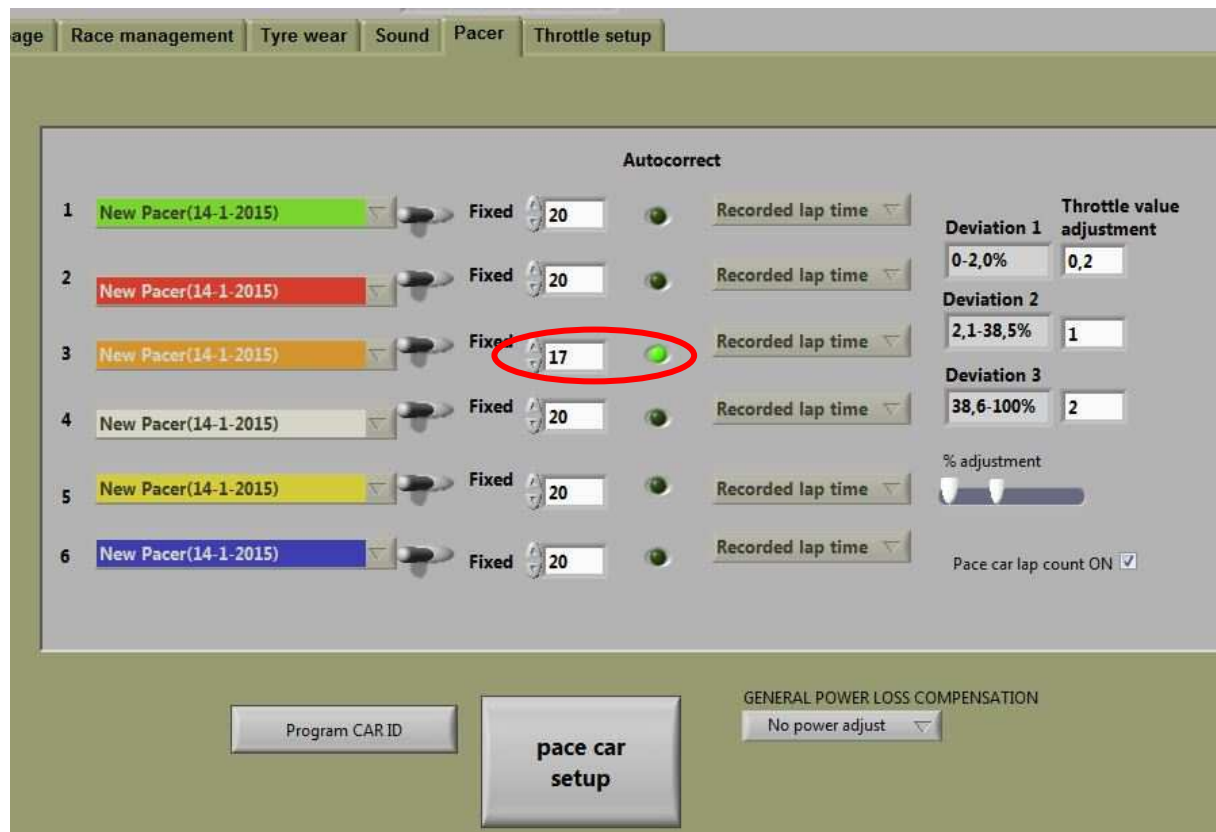 age Race management Tyre wear Sound Pacer Throttle setup
Autocorrect
1 New Pacer(14-1-2015) Fixed 20 Recorded lap time
Deviation 1 Throttle value adjustment
0-2,0% 0,2
2 New Pacer(14-1-2015) Fixed 20 Recorded lap time
Deviation 2
2,1-38,5% 1
3 New Pacer(14-1-2015) Fixed 17 Recorded lap time
Deviation 3
38,6-100% 2
4 New Pacer(14-1-2015) Fixed 20 Recorded lap time
% adjustment
5 New Pacer(14-1-2015) Fixed 20 Recorded lap time
6 New Pacer(14-1-2015) Fixed 20 Recorded lap time
Pace car lap count ON
Program CAR ID
pace car
setup
GENERAL POWER LOSS COMPENSATION
No power adjust